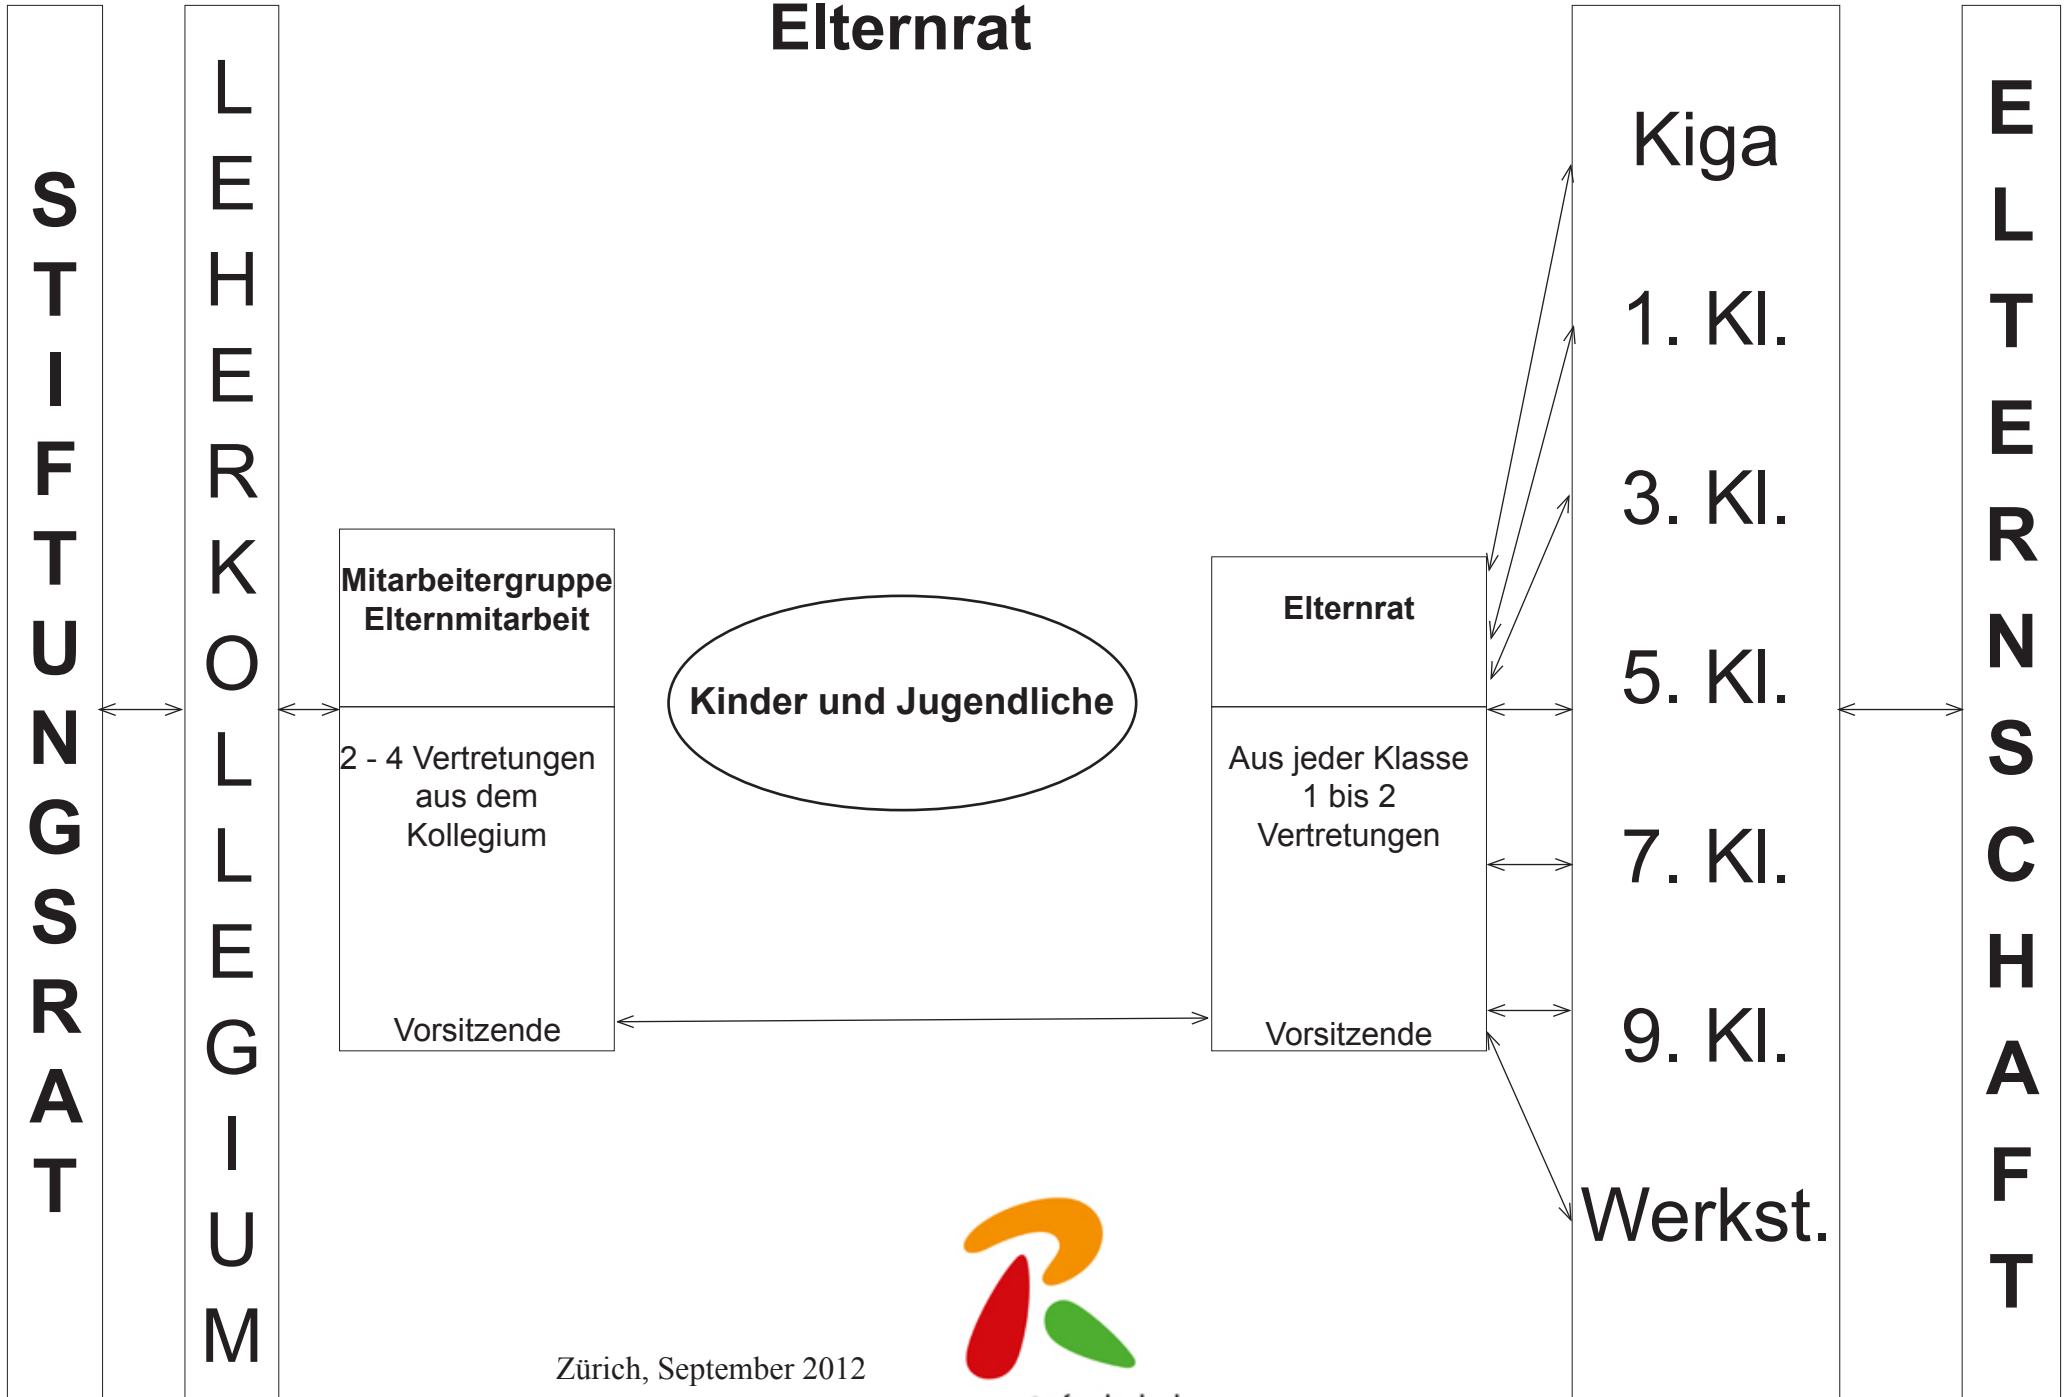 Elternrat
STIFTUNGSRAT
LEHERKOLLEGIUM
Mitarbeitergruppe
Elternmitarbeit
2 - 4 Vertretungen
aus dem
Kollegium
Vorsitzende
Kinder und Jugendliche
Elternrat
Aus jeder Klasse
1 bis 2
Vertretungen
Vorsitzende
Kiga
1. Kl.
3. Kl.
5. Kl.
7. Kl.
9. Kl.
Werkst.
ELTERNSCHAFT
Zürich, September 2012